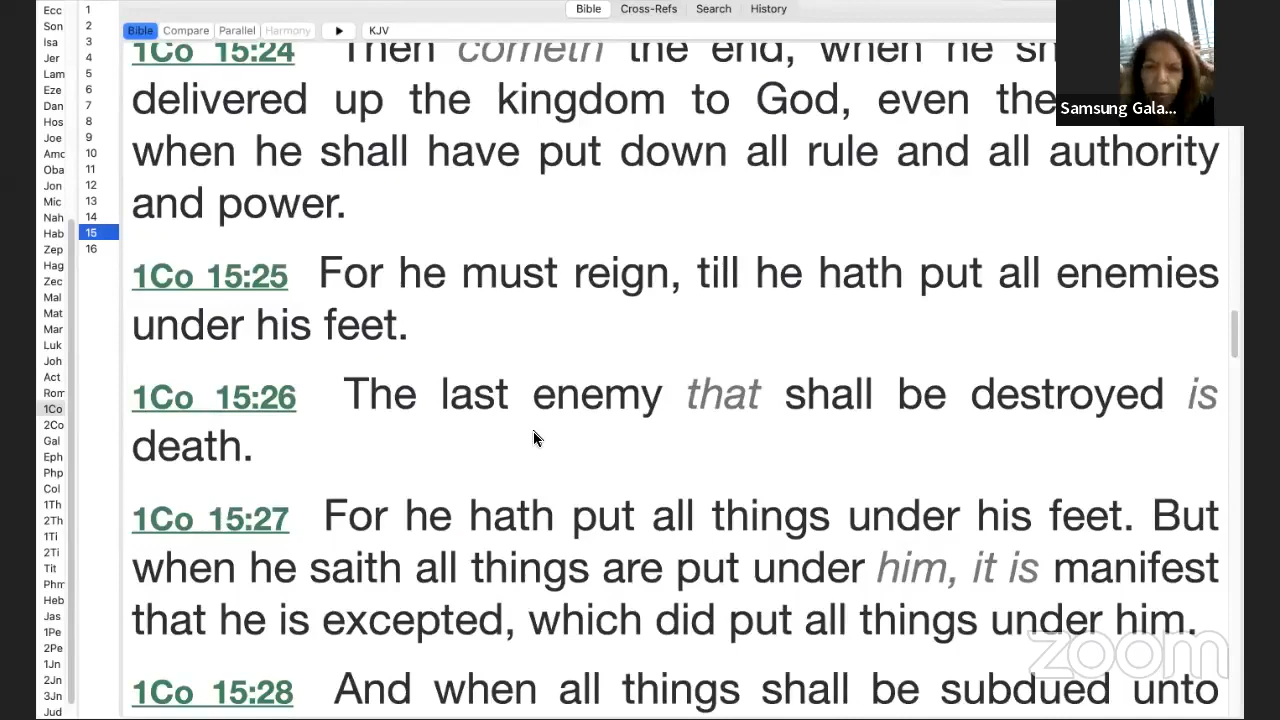 Bible Cross-Refs Search History
Bible Compare Parallel Harmony KJV
Ecc
Son
Isa
Jer
Lam
Eze
Dan
Hos
Joe
Amo
Oba
Jon
Mic
Nah
Hab
Zep
Hag
Zec
Mal
Mat
Mar
Luk
Joh
Act
Rom
1Co
2Co
Gal
Eph
Php
Col
1Th
2Th
1Ti
2Ti
Tit
Phm
Heb
Jas
1Pe
2Pe
1Jn
2Jn
3Jn
Jud
1
2
3
4
5
6
7
8
9
10
11
12
13
14
15
16
1Co 15:24 Then cometh the end, when he
delivered up the kingdom to God, even the
when he shall have put down all rule and all authority
and power.
1Co 15:25 For he must reign, till he hath put all enemies
under his feet.
1Co 15:26 The last enemy that shall be destroyed is
death.
1Co 15:27 For he hath put all things under his feet. But
when he saith all things are put under him, it is manifest
that he is excepted, which did put all things under him.
1Co 15:28 And when all things shall be subdued unto
Samsung Gala...
zoom